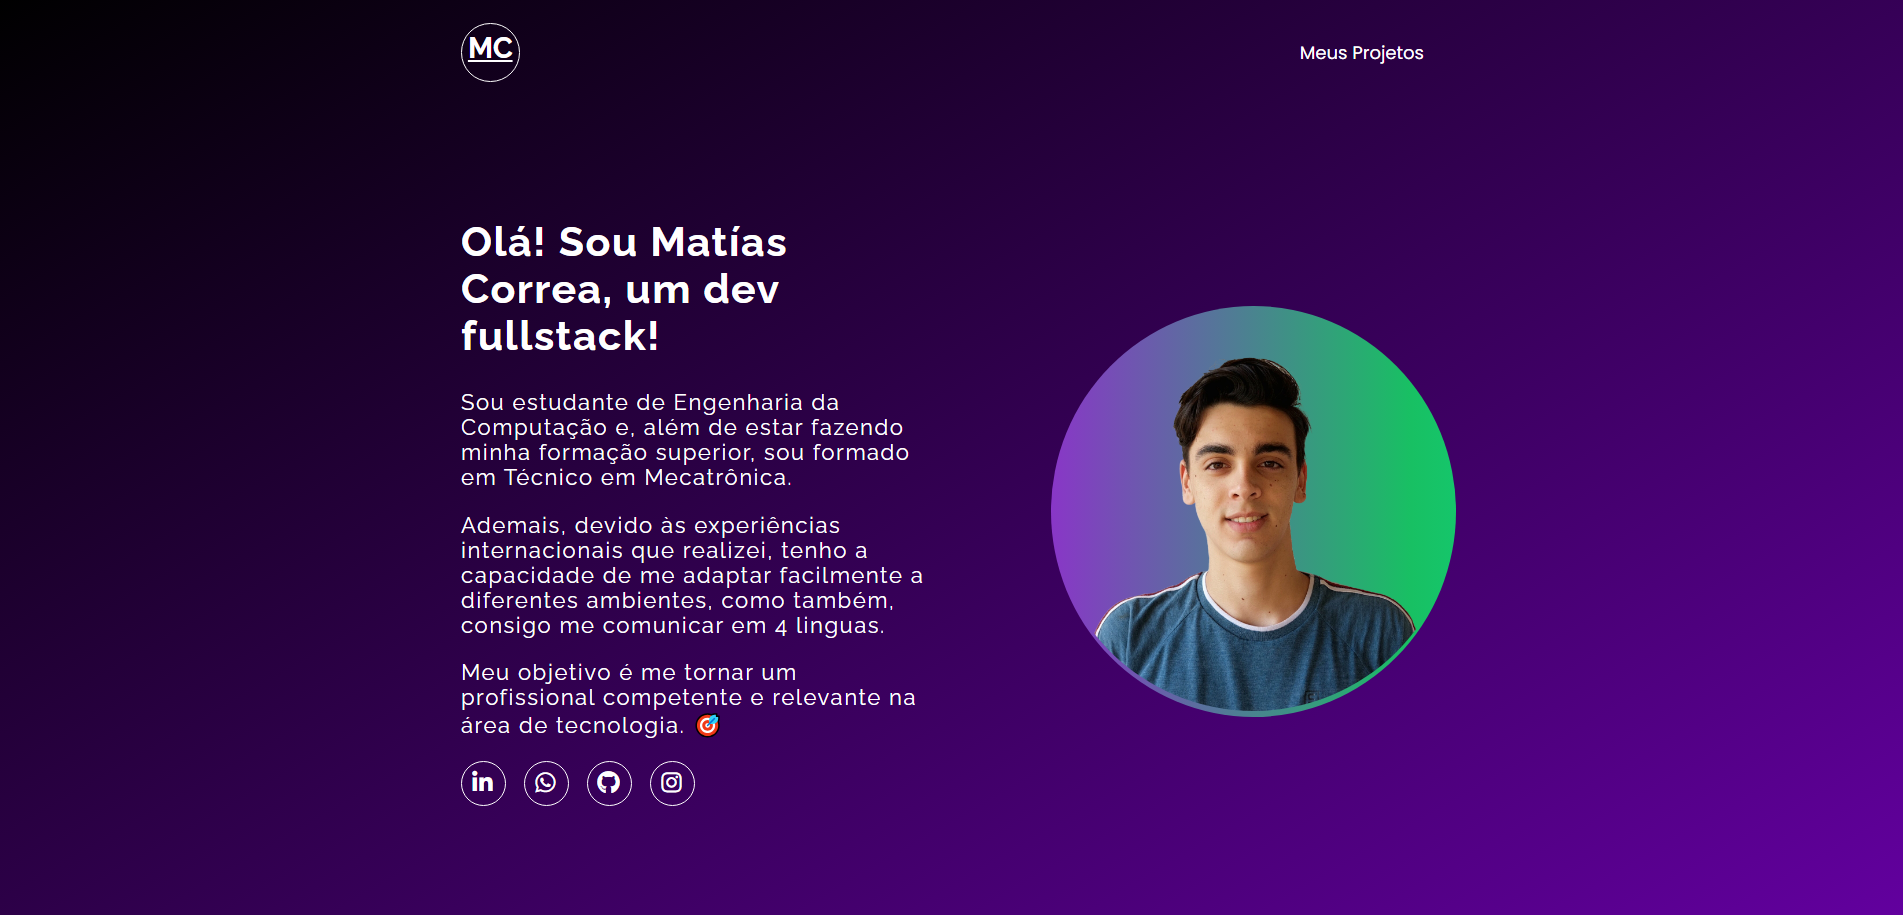 MC
Meus Projetos
Olá! Sou Matías
Correa, um dev
fullstack!
Sou estudante de Engenharia da
Computação e, além de estar fazendo
minha formação superior, sou formado
em Técnico em Mecatrônica.
Ademais, devido às experiências
internacionais que realizei, tenho a
capacidade de me adaptar facilmente a
diferentes ambientes, como também,
consigo me comunicar em 4 linguas.
Meu objetivo é me tornar um
profissional competente e relevante na
área de tecnologia. 🎯
in